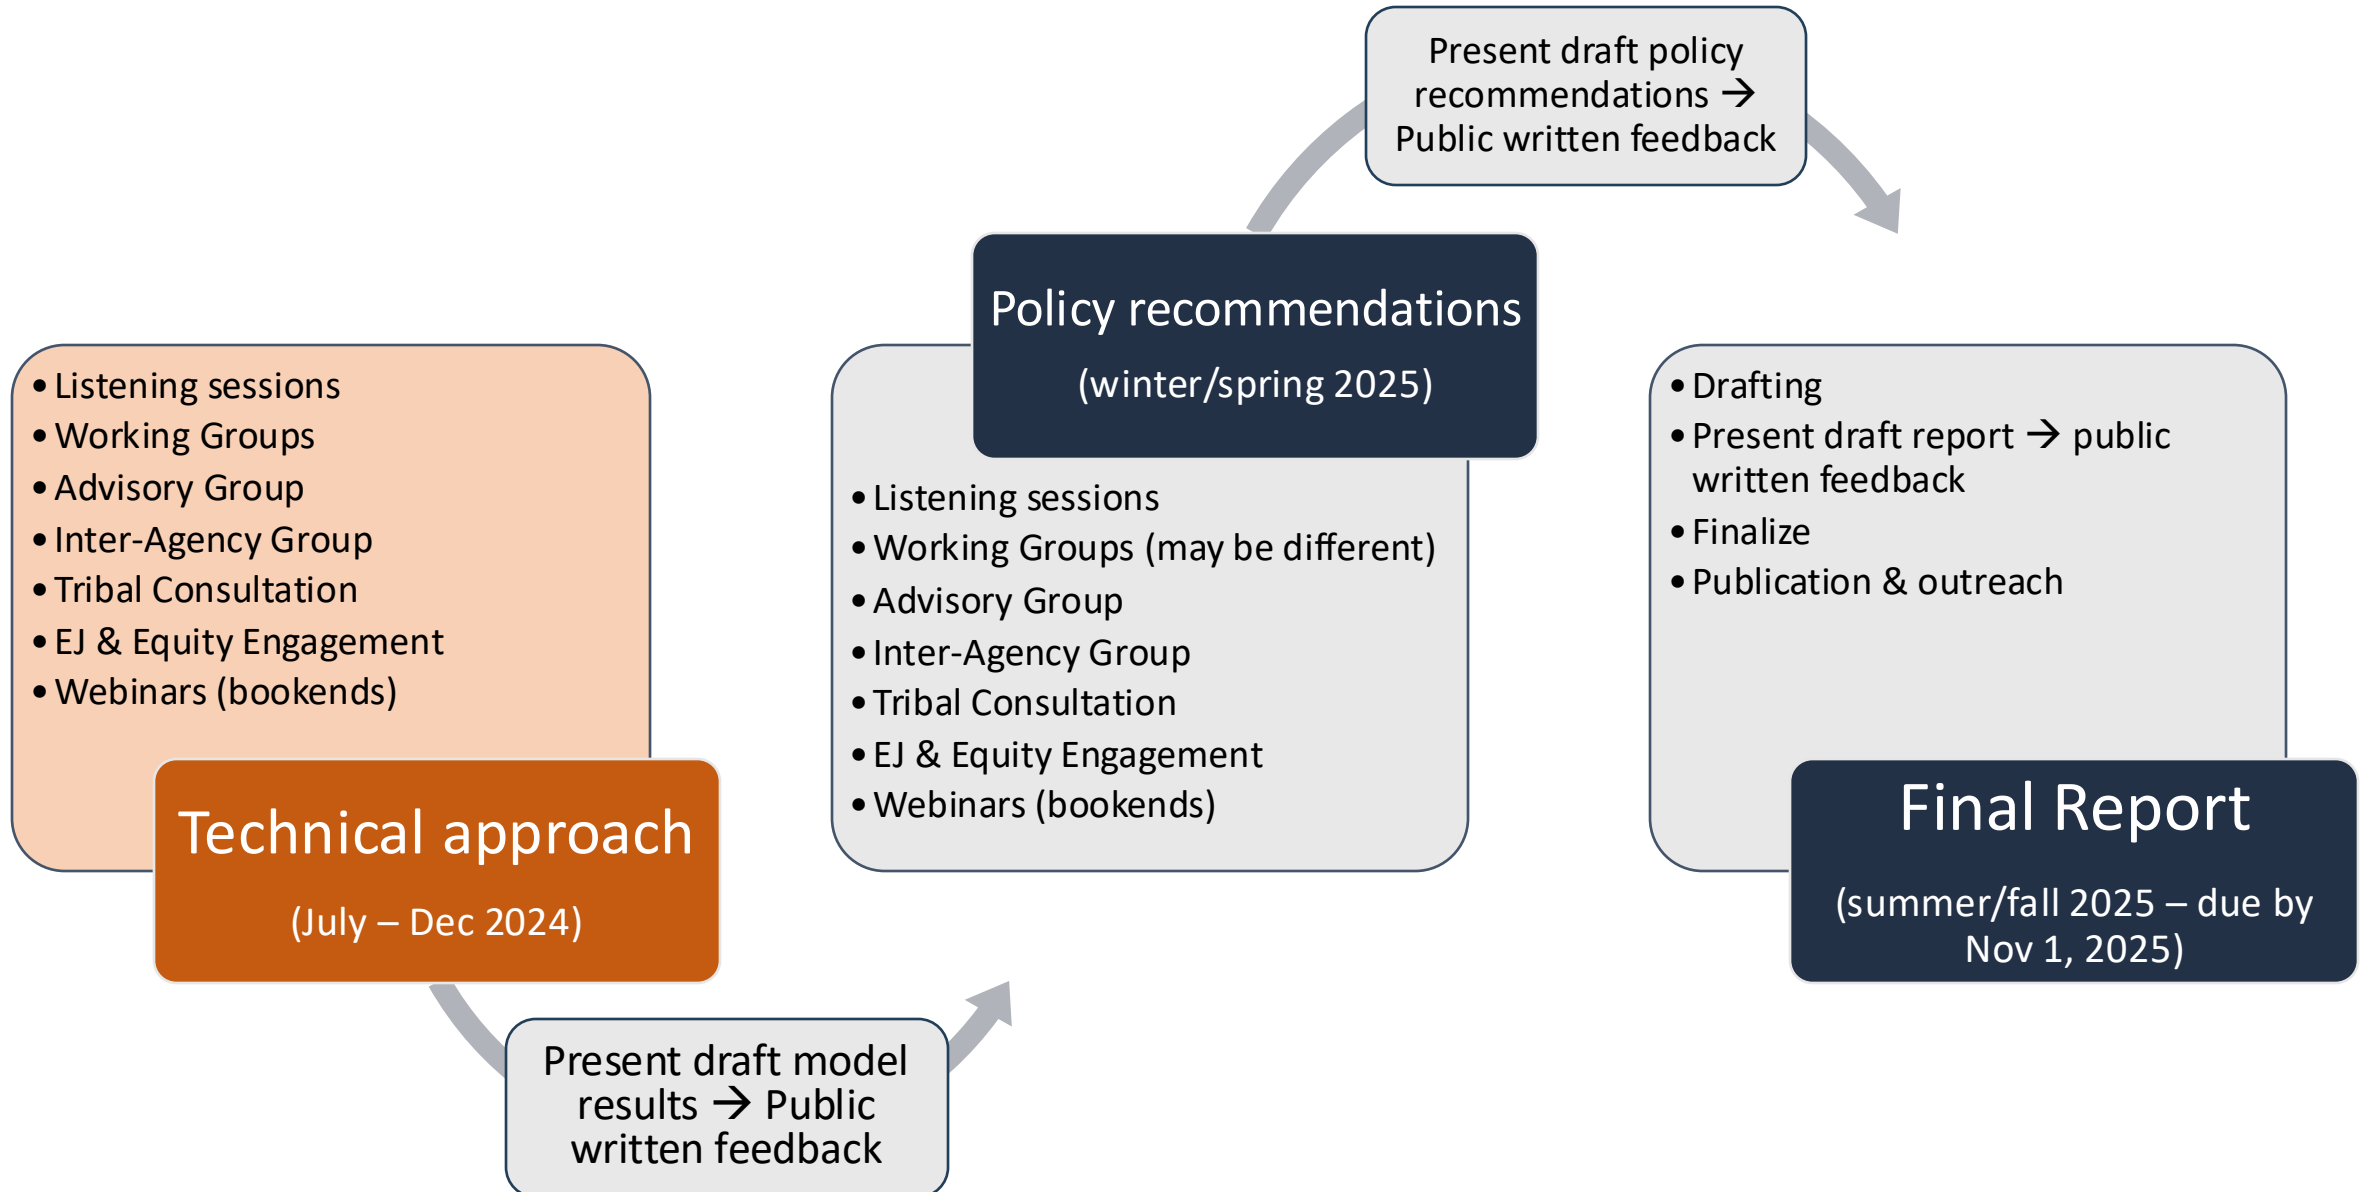 • Listening sessions
• Working Groups
• Advisory Group
• Inter-Agency Group
• Tribal Consultation
• EJ & Equity Engagement
• Webinars (bookends)
Technical approach
(July – Dec 2024)
Present draft model
results → Public
written feedback
Policy recommendations
(winter/spring 2025)
• Listening sessions
• Working Groups (may be different)
• Advisory Group
• Inter-Agency Group
• Tribal Consultation
• EJ & Equity Engagement
• Webinars (bookends)
Present draft policy
recommendations →
Public written feedback
• Drafting
• Present draft report → public
written feedback
• Finalize
• Publication & outreach
Final Report
(summer/fall 2025 – due by
Nov 1, 2025)